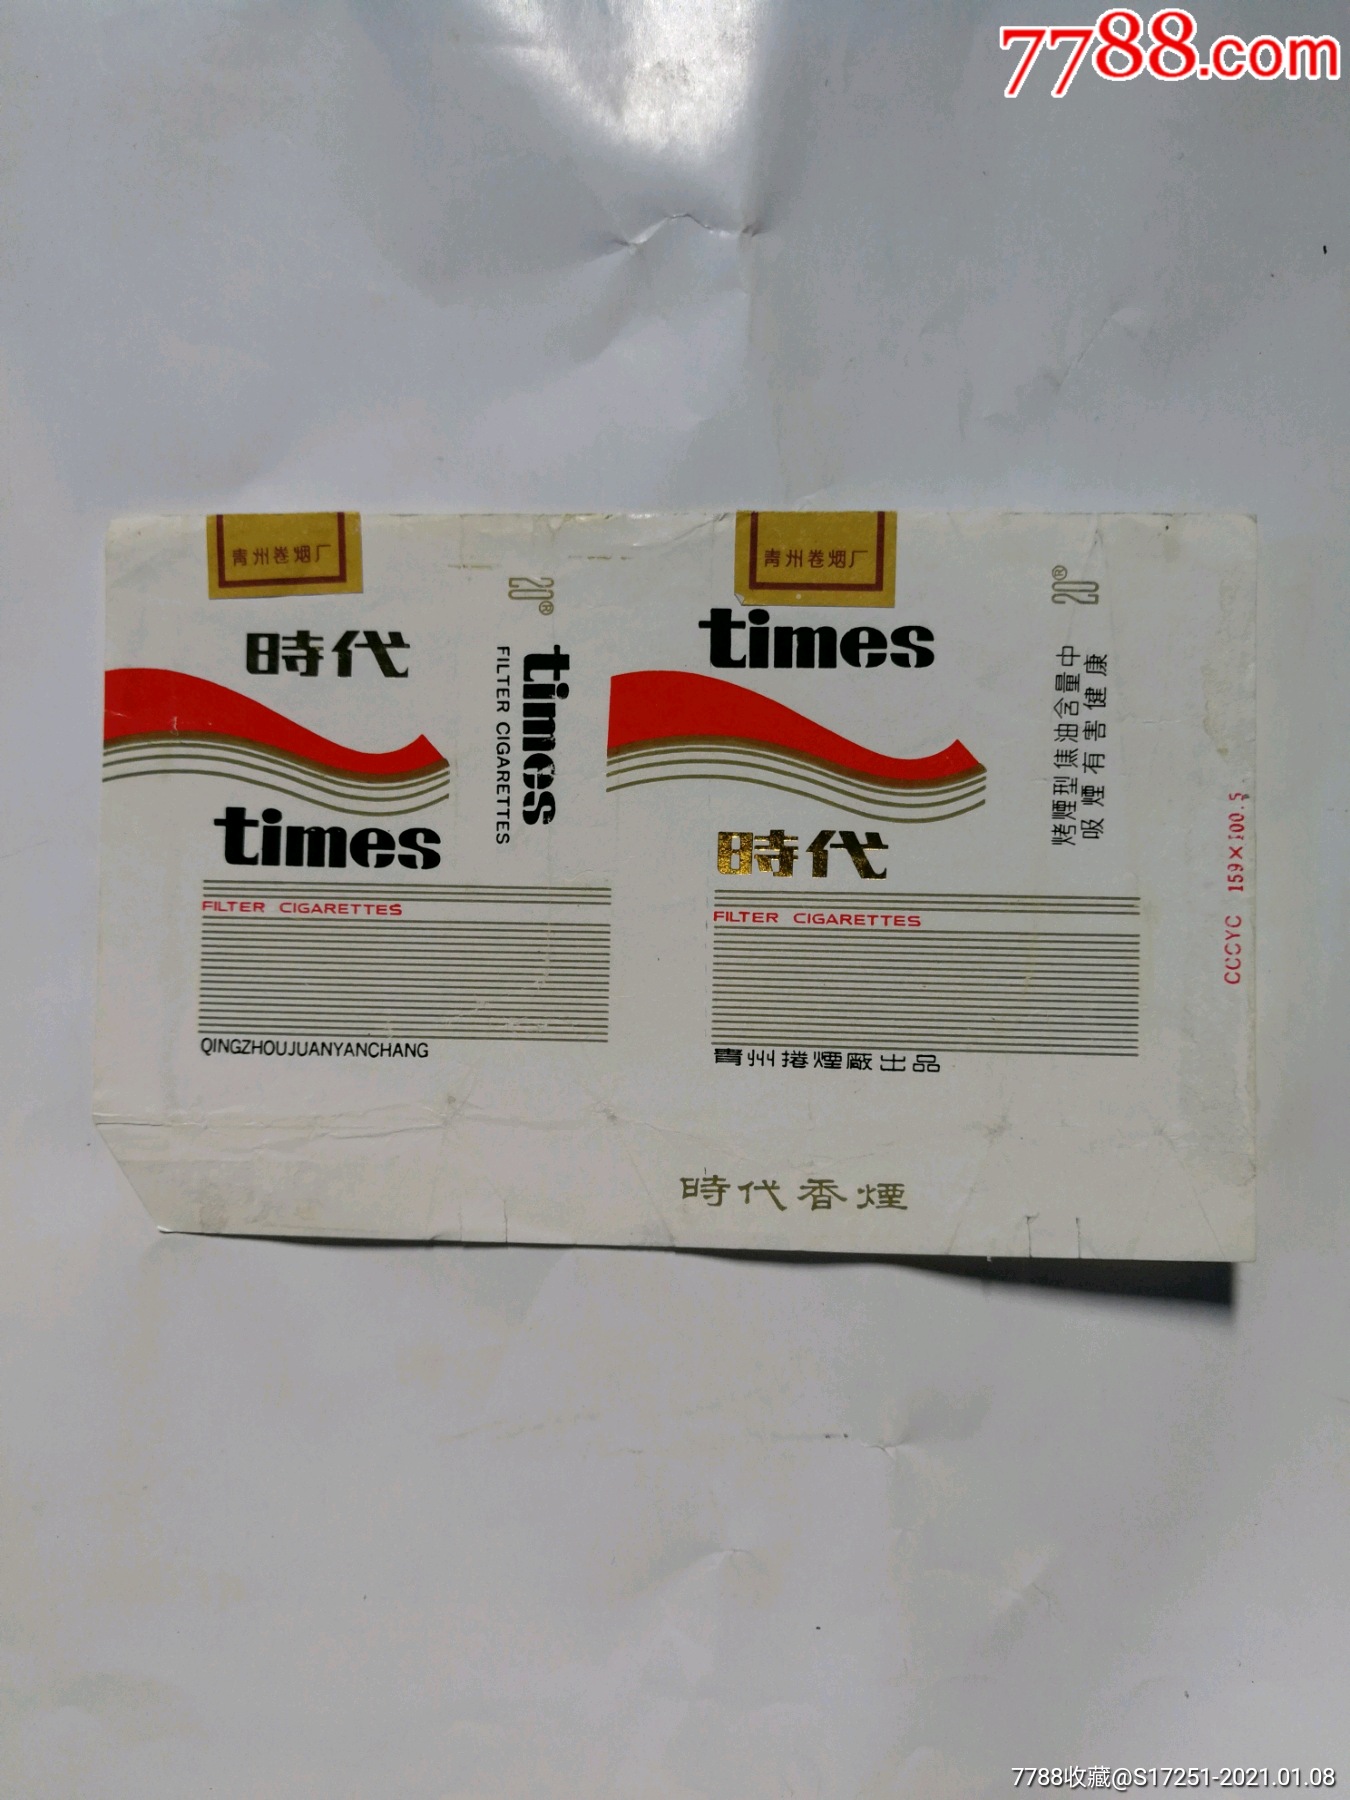 7788.com
青州卷烟厂
時代
times
FILTER CIGARETTES
QINGZHOUJUANYANCHANG
20®
times
FILTER CIGARETTES
青州卷烟厂
times
時代
FILTER CIGARETTES
青州捲煙廠出品
時代香煙
20®
烤煙型焦油含量中
吸煙有害健康
CCCYC 159×100.5
7788收藏@S17251-2021.01.08